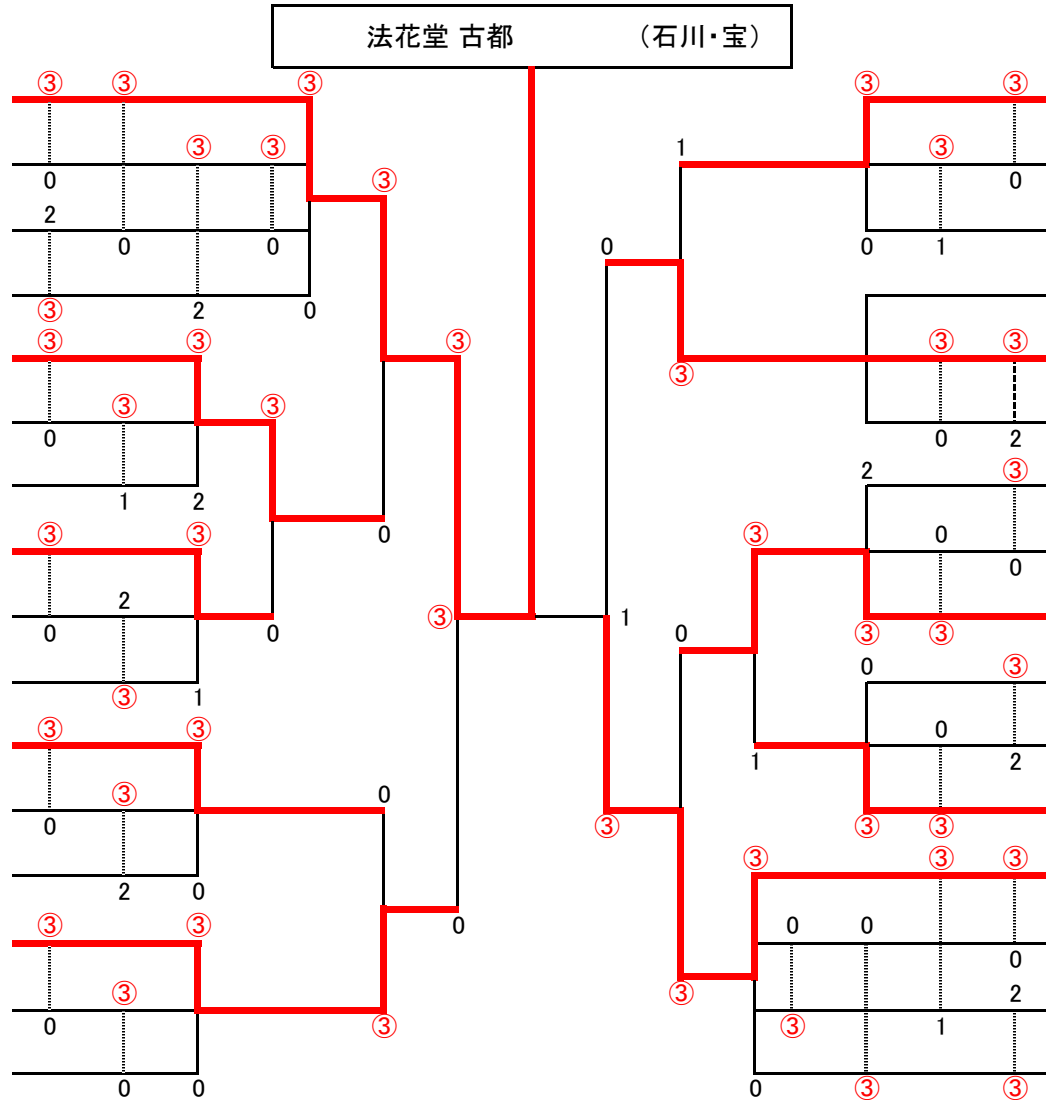 法花堂 古都 （石川・宝）
③ ③ ③ ③ ③
1 ③ ③ ③
0 ③ 0
2 ③
0 0 0 0 1
③ 2 0
③ ③ ③ ③ ③
③
③ ③
0 0 2
1 2 2 ③
③ ③ 0 ③ 0
0 0
2 ③ 1 0
0 0 ③ ③
③ 1 0 ③
③ ③ 0
1 2
③ 0
0 ③ ③ ③
2 0 ③ ③ ③
③ ③ 0 0 0
0
③ ③ 2
0 ③ ③ 1
0 0 0 ③ ③